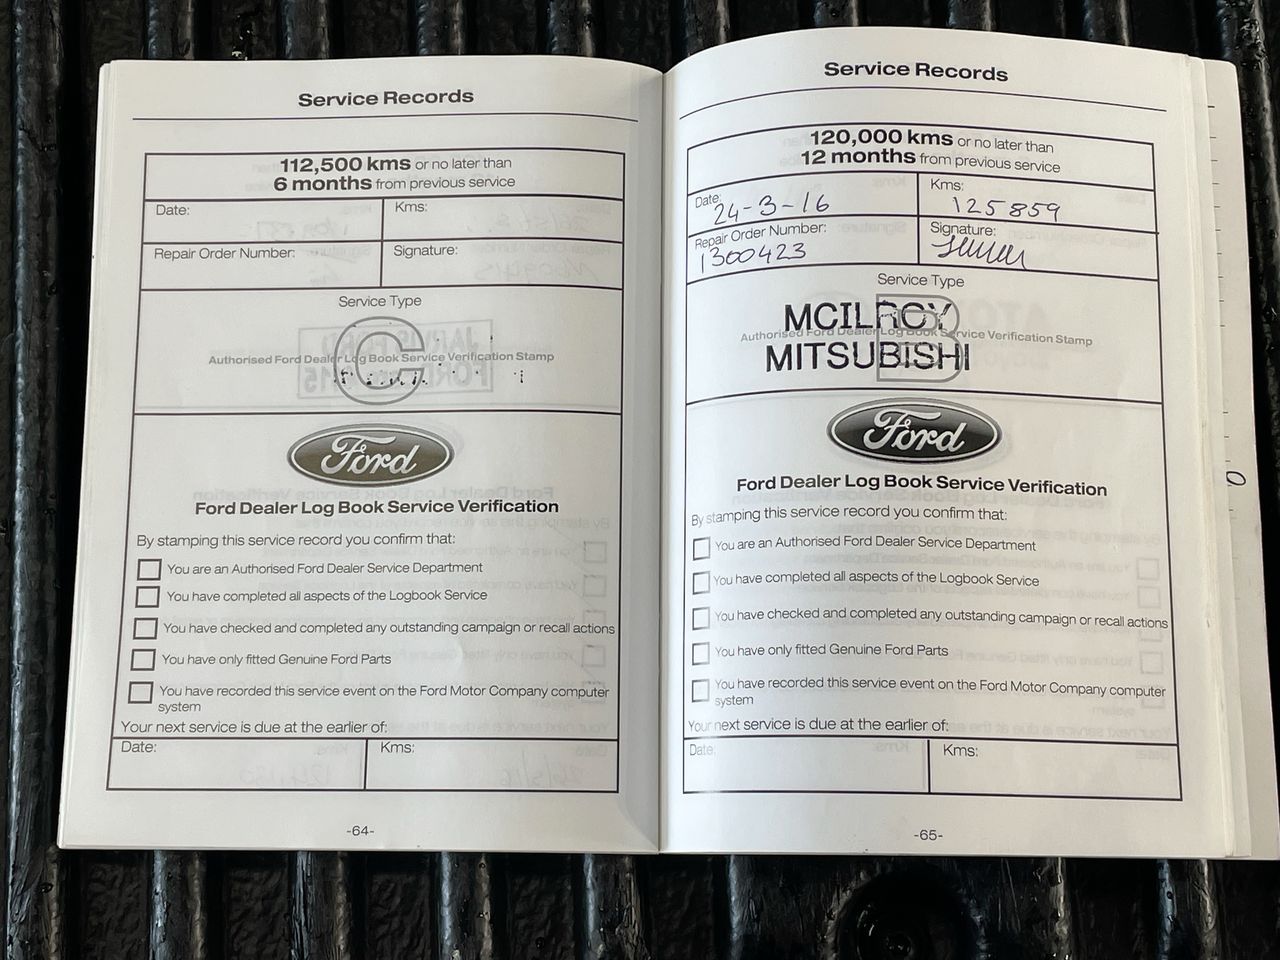 Service Records
112,500 kms or no later than
6 months from previous service
Date:
Kms:
Repair Order Number:
Signature:
Service Type
C
Authorised Ford Dealer Log Book Service Verification Stamp
Ford
Ford Dealer Log Book Service Verification
By stamping this service record you confirm that:
You are an Authorised Ford Dealer Service Department
You have completed all aspects of the Logbook Service
You have checked and completed any outstanding campaign or recall actions
You have only fitted Genuine Ford Parts
You have recorded this service event on the Ford Motor Company computer
system
Your next service is due at the earlier of:
Date:
Kms:
-64-
Service Records
120,000 kms or no later than
12 months from previous service
Date: 24-3-16
Kms: 125859
Repair Order Number:
1300423
Signature:
Service Type
B
MCILROY
Authorised Ford Dealer Log Book Service Verification Stamp
MITSUBISHI
Ford
Ford Dealer Log Book Service Verification
By stamping this service record you confirm that:
You are an Authorised Ford Dealer Service Department
You have completed all aspects of the Logbook Service
You have checked and completed any outstanding campaign or recall actions
You have only fitted Genuine Ford Parts
You have recorded this service event on the Ford Motor Company computer
system
Your next service is due at the earlier of:
Date:
Kms:
-65-